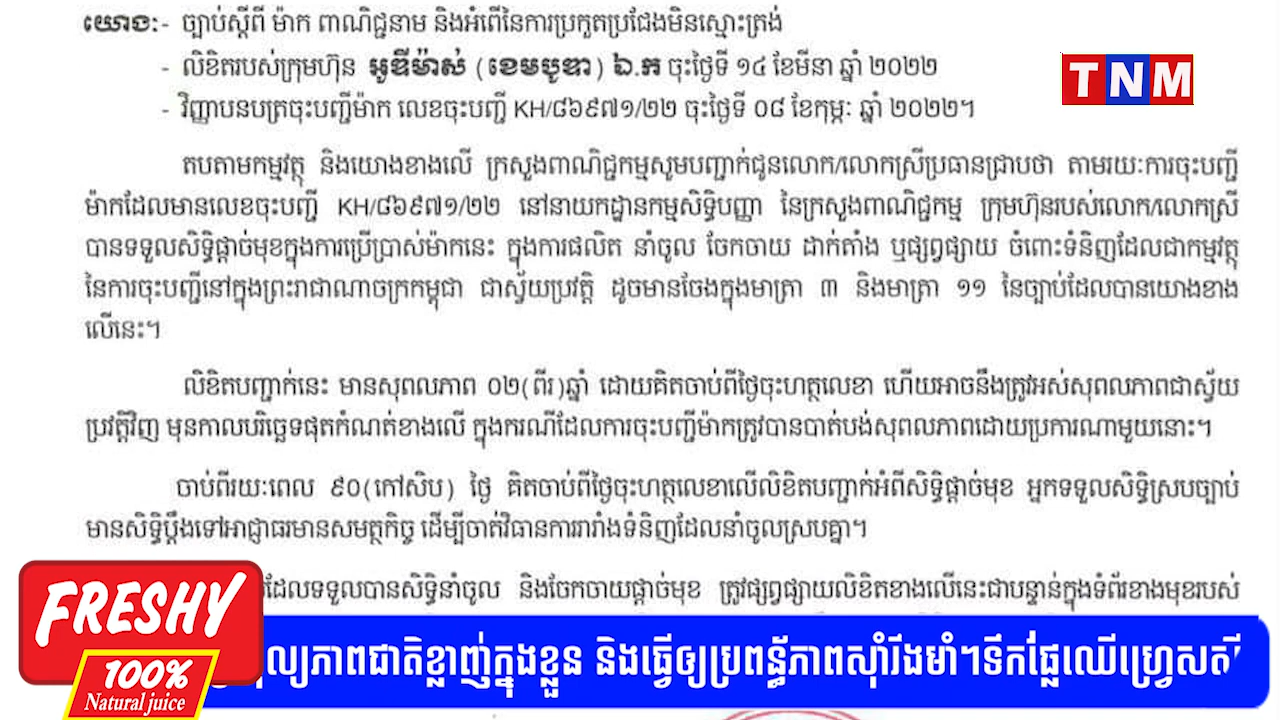 យោងៈ - ច្បាប់ស្ដីពី ម៉ាក ពាណិជ្ជនាម និងអំពើនៃការប្រកួតប្រជែងមិនស្មោះត្រង់
- លិខិតរបស់ក្រុមហ៊ុន អូឌីម៉ាស់ (ខេមបូឌា) ឯ.ក ចុះថ្ងៃទី ១៤ ខែមីនា ឆ្នាំ ២០២២
- វិញ្ញាបនបត្រចុះបញ្ជីម៉ាក លេខចុះបញ្ជី KH/៨៦៩៧១/២២ ចុះថ្ងៃទី ០៨ ខែកុម្ភៈ ឆ្នាំ ២០២២។
TNM
តបតាមកម្មវត្ថុ និងយោងខាងលើ ក្រសួងពាណិជ្ជកម្មសូមបញ្ជាក់ជូនលោក/លោកស្រីប្រធានជ្រាបថា តាមរយៈការចុះបញ្ជី
ម៉ាកដែលមានលេខចុះបញ្ជី KH/៨៦៩៧១/២២ នៅនាយកដ្ឋានកម្មសិទ្ធិបញ្ញា នៃក្រសួងពាណិជ្ជកម្ម ក្រុមហ៊ុនរបស់លោក/លោកស្រី
បានទទួលសិទ្ធិផ្ដាច់មុខក្នុងការប្រើប្រាស់ម៉ាកនេះ ក្នុងការផលិត នាំចូល ចែកចាយ ដាក់តាំង ឬផ្សព្វផ្សាយ ចំពោះទំនិញដែលជាកម្មវត្ថុ
នៃការចុះបញ្ជីនៅក្នុងព្រះរាជាណាចក្រកម្ពុជា ជាស្វ័យប្រវត្តិ ដូចមានចែងក្នុងមាត្រា ៣ និងមាត្រា ១១ នៃច្បាប់ដែលបានយោងខាង
លើនេះ។
លិខិតបញ្ជាក់នេះ មានសុពលភាព ០២(ពីរ)ឆ្នាំ ដោយគិតចាប់ពីថ្ងៃចុះហត្ថលេខា ហើយអាចនឹងត្រូវអស់សុពលភាពជាស្វ័យ
ប្រវត្តិវិញ មុនកាលបរិច្ឆេទផុតកំណត់ខាងលើ ក្នុងករណីដែលការចុះបញ្ជីម៉ាកត្រូវបានបាត់បង់សុពលភាពដោយប្រការណាមួយនោះ។
ចាប់ពីរយៈពេល ៩០(កៅសិប) ថ្ងៃ គិតចាប់ពីថ្ងៃចុះហត្ថលេខាលើលិខិតបញ្ជាក់អំពីសិទ្ធិផ្ដាច់មុខ អ្នកទទួលសិទ្ធិស្របច្បាប់
មានសិទ្ធិប្ដឹងទៅអាជ្ញាធរមានសមត្ថកិច្ច ដើម្បីចាត់វិធានការរារាំងទំនិញដែលនាំចូលស្របគ្នា។
ដែលទទួលបានសិទ្ធិនាំចូល និងចែកចាយផ្ដាច់មុខ ត្រូវផ្សព្វផ្សាយលិខិតខាងលើនេះជាបន្ទាន់ក្នុងទំព័រខាងមុខរបស់
FRESHY
100%
Natural juice
ល្យភាពជាតិខ្លាញ់ក្នុងខ្លួន និងធ្វើឲ្យប្រពន្ធ័ភាពស៊ាំរឹងមាំ។ទឹកផ្លែឈើហ្វ្រេស